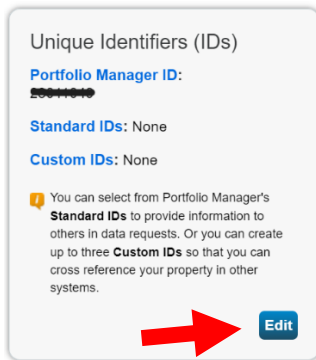 Unique Identifiers (IDs)
Portfolio Manager ID:
Standard IDs: None
Custom IDs: None
You can select from Portfolio Manager's
Standard IDs to provide information to
others in data requests. Or you can create
up to three Custom IDs so that you can
cross reference your property in other
systems.
Edit